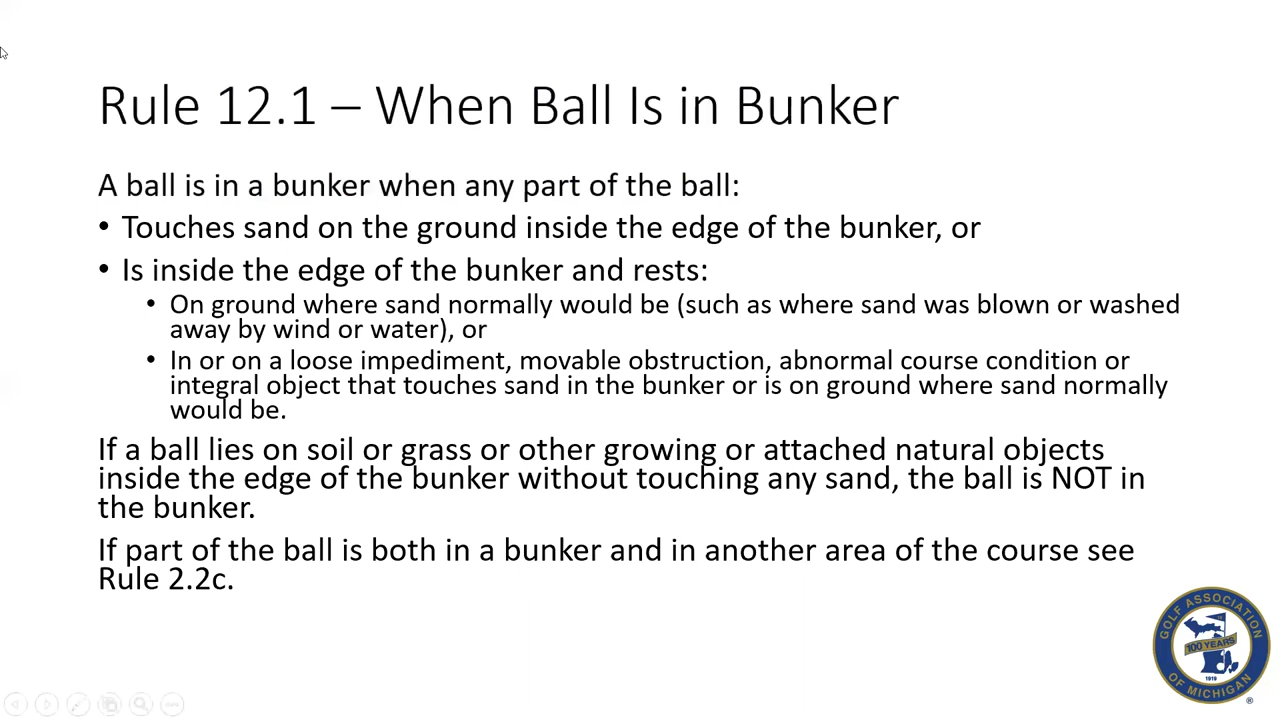 Rule 12.1 – When Ball Is in Bunker
A ball is in a bunker when any part of the ball:
• Touches sand on the ground inside the edge of the bunker, or
• Is inside the edge of the bunker and rests:
• On ground where sand normally would be (such as where sand was blown or washed
away by wind or water), or
• In or on a loose impediment, movable obstruction, abnormal course condition or
integral object that touches sand in the bunker or is on ground where sand normally
would be.
If a ball lies on soil or grass or other growing or attached natural objects
inside the edge of the bunker without touching any sand, the ball is NOT in
the bunker.
If part of the ball is both in a bunker and in another area of the course see
Rule 2.2c.
GOLF ASSOCIATION
100 YEARS
1919
OF MICHIGAN
®